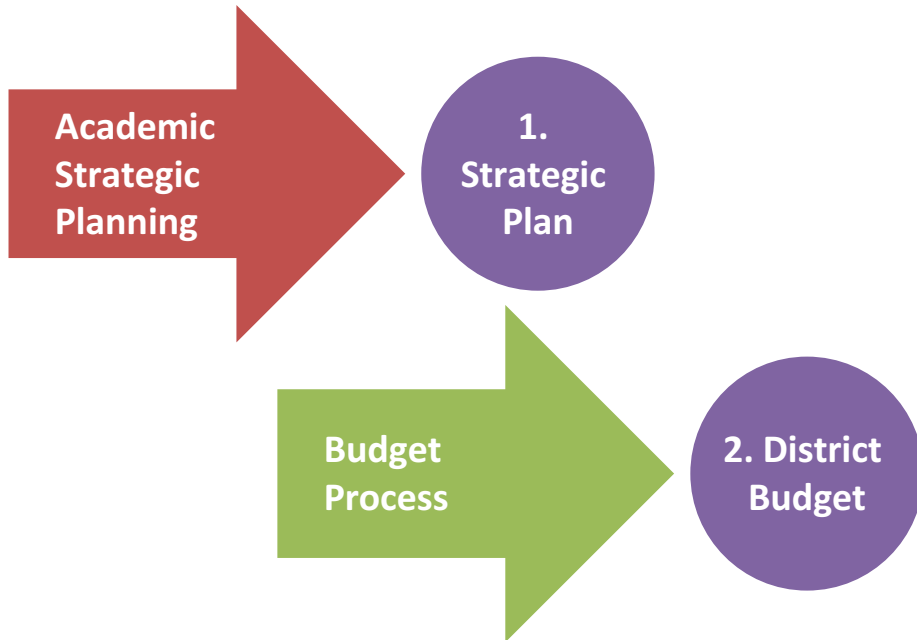 Academic
Strategic
Planning
1.
Strategic
Plan
Budget
Process
2. District
Budget